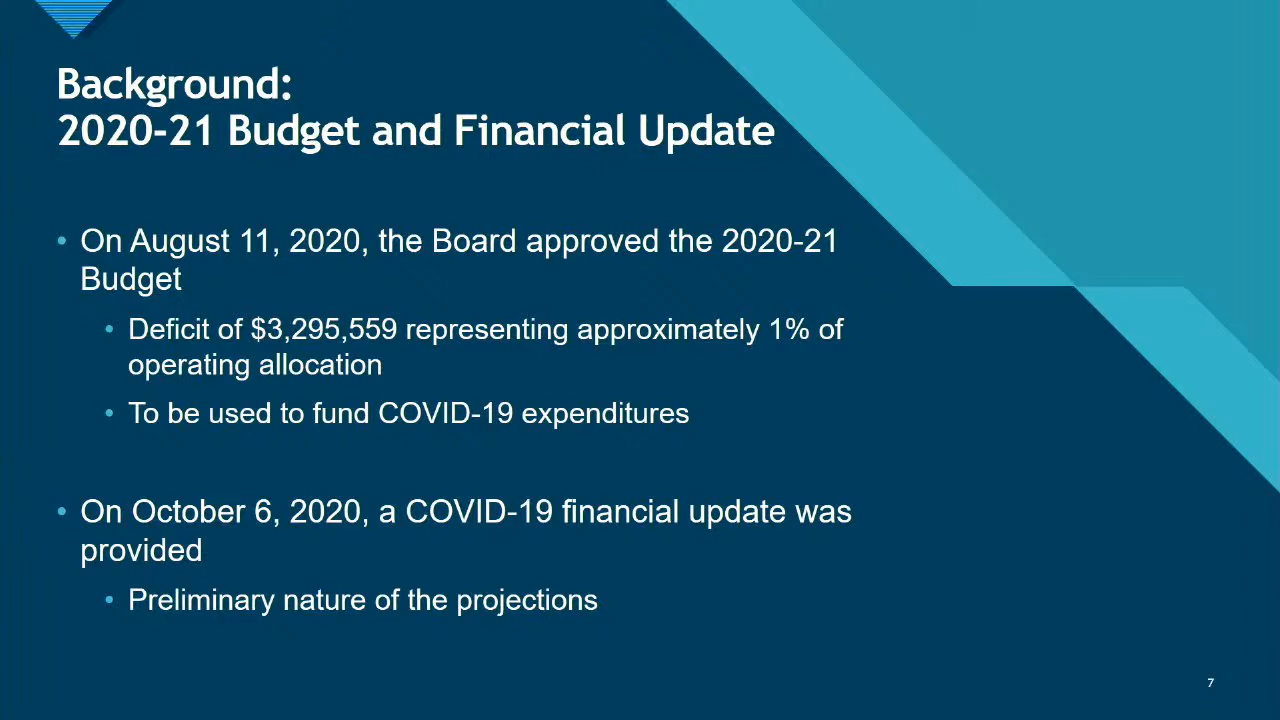 Background:
2020-21 Budget and Financial Update
• On August 11, 2020, the Board approved the 2020-21
Budget
• Deficit of $3,295,559 representing approximately 1% of
operating allocation
• To be used to fund COVID-19 expenditures
• On October 6, 2020, a COVID-19 financial update was
provided
• Preliminary nature of the projections
7